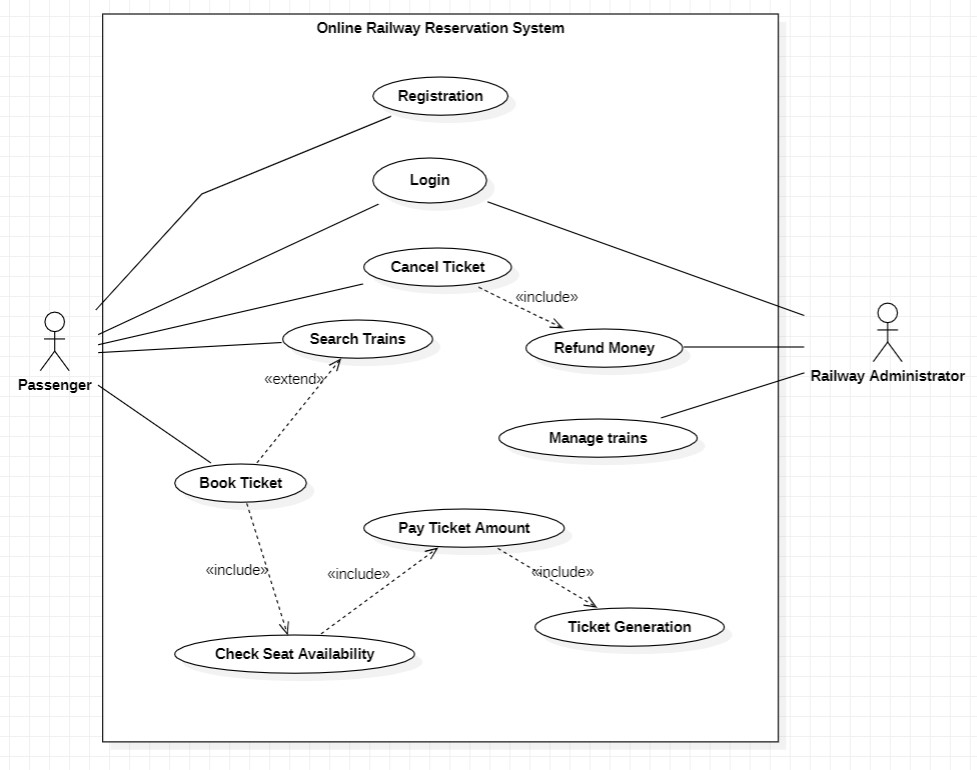 Online Railway Reservation System
Registration
Login
Cancel Ticket
«include»
Search Trains
Refund Money
«extend»
Passenger
Railway Administrator
Manage trains
Book Ticket
Pay Ticket Amount
«include»
«include»
«include»
Ticket Generation
Check Seat Availability